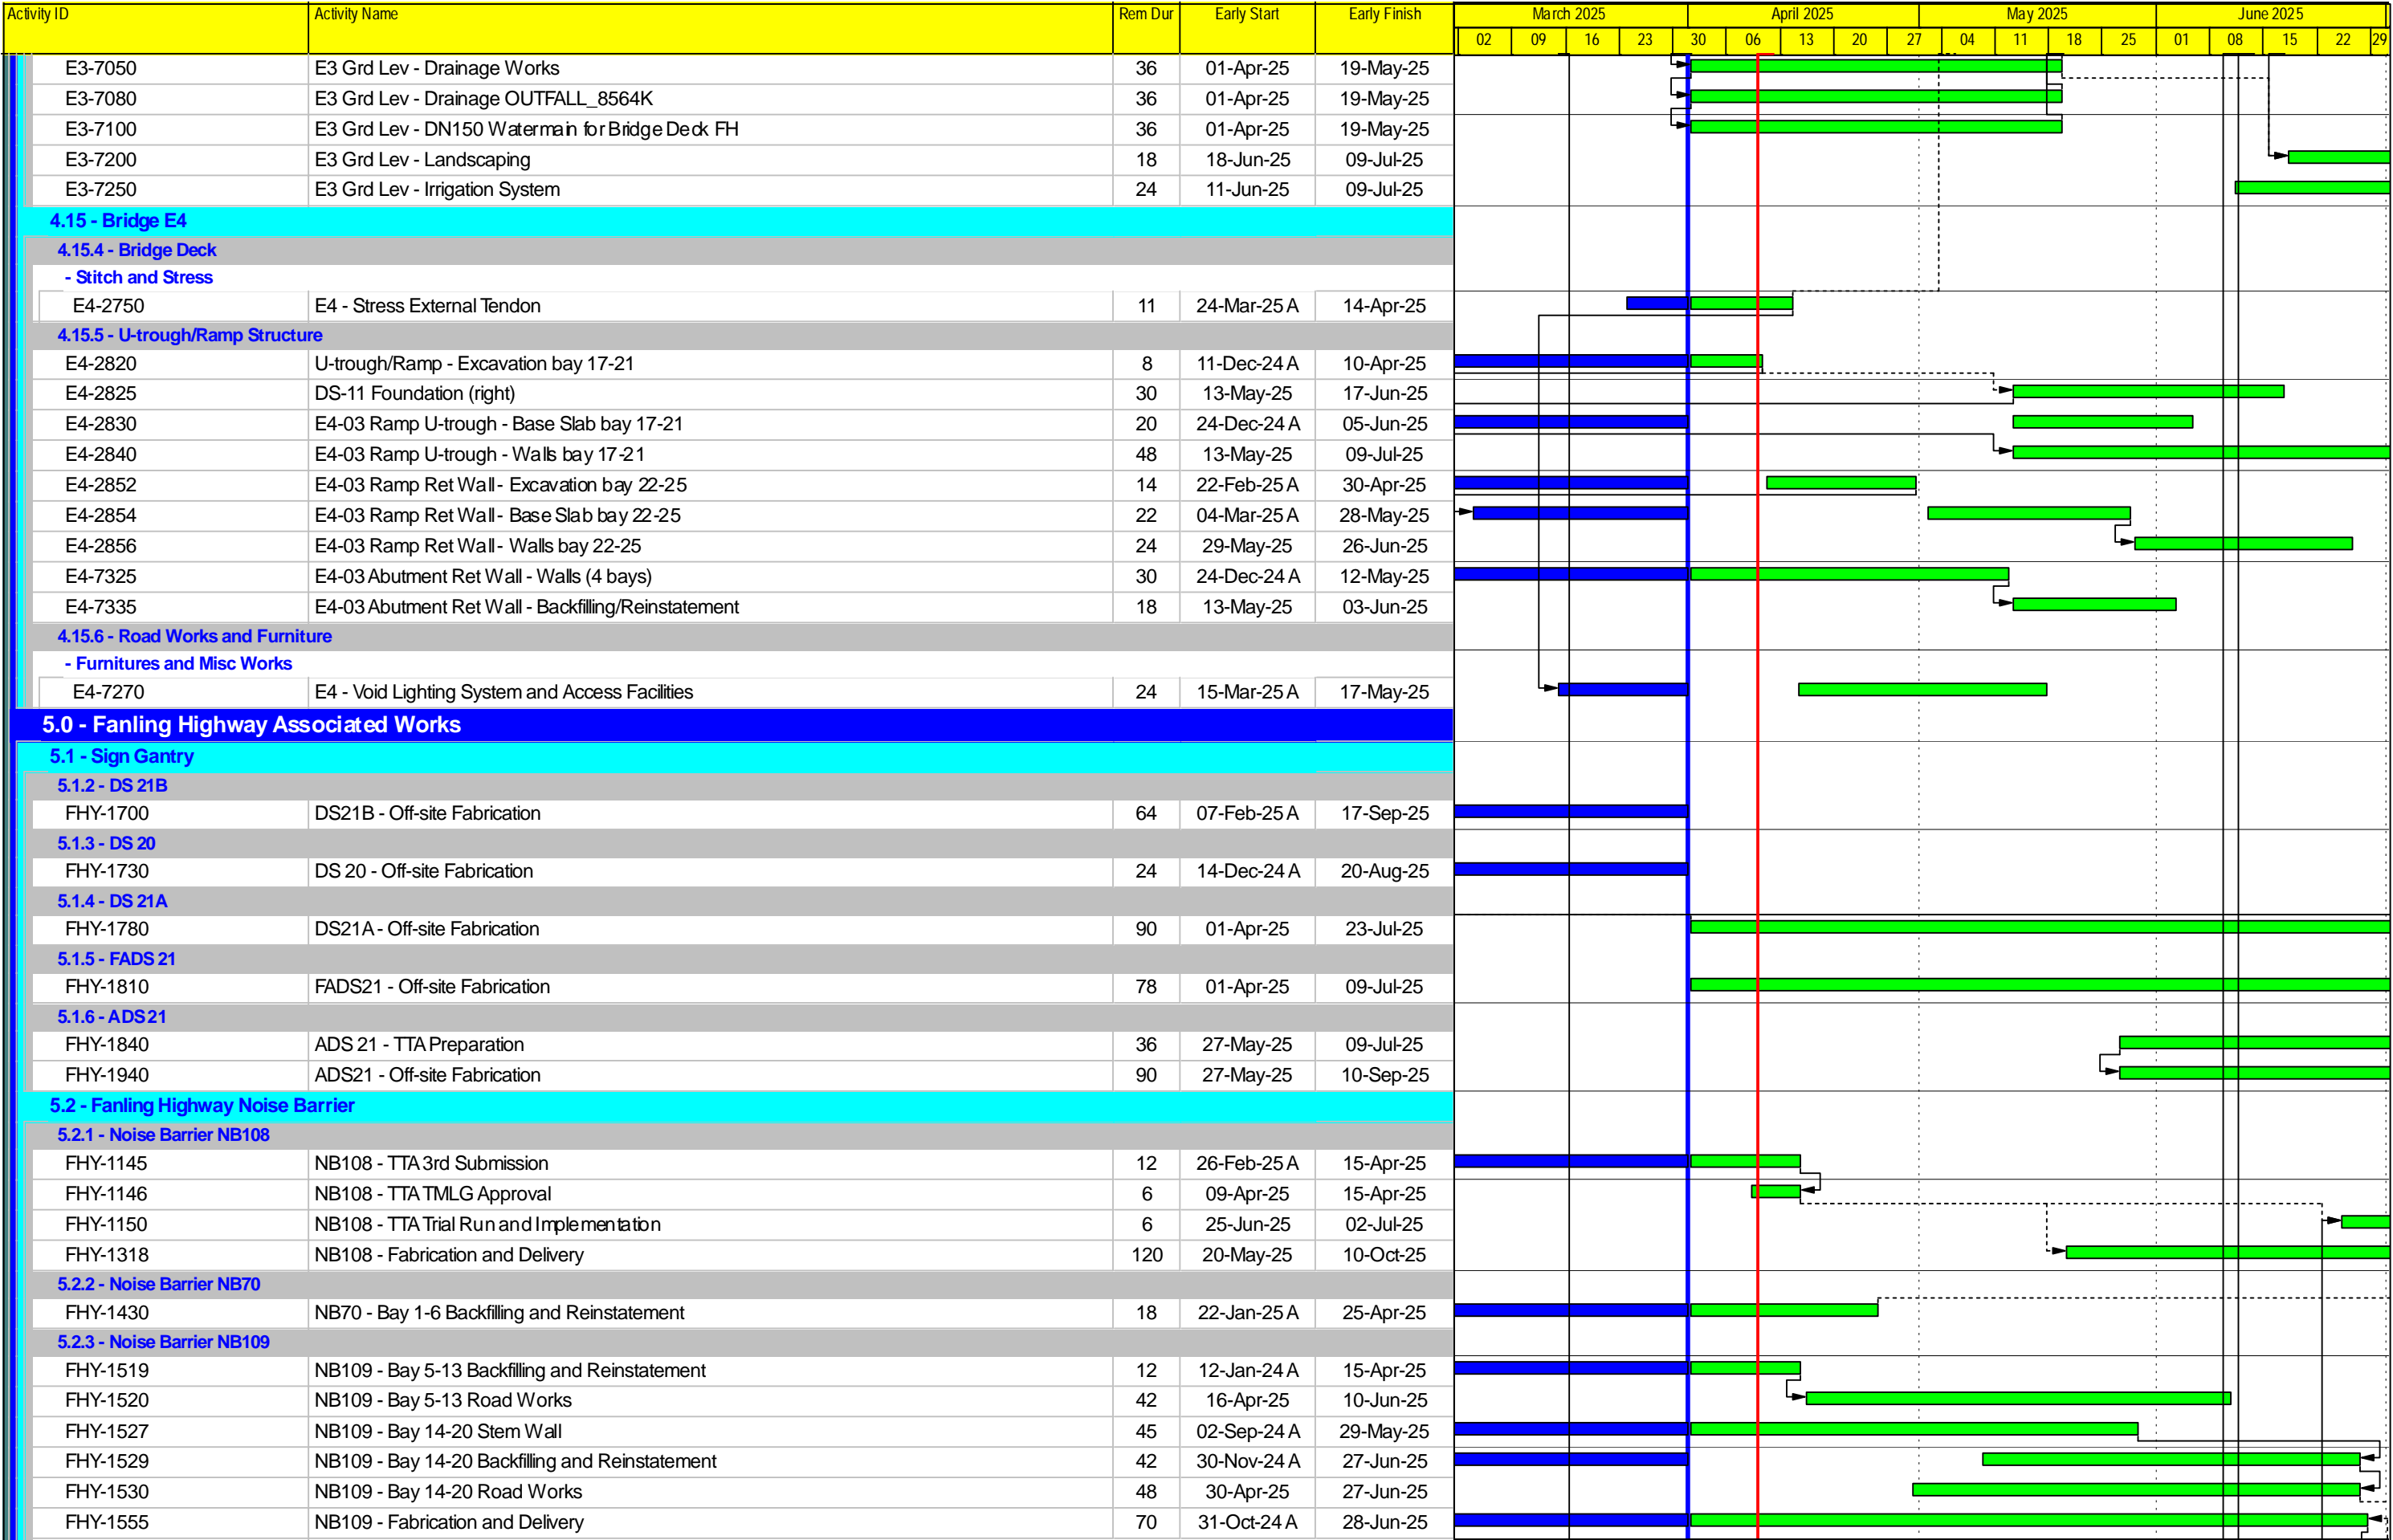 Activity ID Activity Name Rem Dur Early Start Early Finish March 2025 April 2025 May 2025 June 2025
02 09 16 23 30 06 13 20 27 04 11 18 25 01 08 15 22 29
E3-7050 E3 Grd Lev - Drainage Works 36 01-Apr-25 19-May-25
E3-7080 E3 Grd Lev - Drainage OUTFALL_8564K 36 01-Apr-25 19-May-25
E3-7100 E3 Grd Lev - DN150 Watermain for Bridge Deck FH 36 01-Apr-25 19-May-25
E3-7200 E3 Grd Lev - Landscaping 18 18-Jun-25 09-Jul-25
E3-7250 E3 Grd Lev - Irrigation System 24 11-Jun-25 09-Jul-25
4.15 - Bridge E4
4.15.4 - Bridge Deck
- Stitch and Stress
E4-2750 E4 - Stress External Tendon 11 24-Mar-25 A 14-Apr-25
4.15.5 - U-trough/Ramp Structure
E4-2820 U-trough/Ramp - Excavation bay 17-21 8 11-Dec-24 A 10-Apr-25
E4-2825 DS-11 Foundation (right) 30 13-May-25 17-Jun-25
E4-2830 E4-03 Ramp U-trough - Base Slab bay 17-21 20 24-Dec-24 A 05-Jun-25
E4-2840 E4-03 Ramp U-trough - Walls bay 17-21 48 13-May-25 09-Jul-25
E4-2852 E4-03 Ramp Ret Wall - Excavation bay 22-25 14 22-Feb-25 A 30-Apr-25
E4-2854 E4-03 Ramp Ret Wall - Base Slab bay 22-25 22 04-Mar-25 A 28-May-25
E4-2856 E4-03 Ramp Ret Wall - Walls bay 22-25 24 29-May-25 26-Jun-25
E4-7325 E4-03 Abutment Ret Wall - Walls (4 bays) 30 24-Dec-24 A 12-May-25
E4-7335 E4-03 Abutment Ret Wall - Backfilling/Reinstatement 18 13-May-25 03-Jun-25
4.15.6 - Road Works and Furniture
- Furnitures and Misc Works
E4-7270 E4 - Void Lighting System and Access Facilities 24 15-Mar-25 A 17-May-25
5.0 - Fanling Highway Associated Works
5.1 - Sign Gantry
5.1.2 - DS 21B
FHY-1700 DS21B - Off-site Fabrication 64 07-Feb-25 A 17-Sep-25
5.1.3 - DS 20
FHY-1730 DS 20 - Off-site Fabrication 24 14-Dec-24 A 20-Aug-25
5.1.4 - DS 21A
FHY-1780 DS21A - Off-site Fabrication 90 01-Apr-25 23-Jul-25
5.1.5 - FADS 21
FHY-1810 FADS21 - Off-site Fabrication 78 01-Apr-25 09-Jul-25
5.1.6 - ADS 21
FHY-1840 ADS 21 - TTA Preparation 36 27-May-25 09-Jul-25
FHY-1940 ADS21 - Off-site Fabrication 90 27-May-25 10-Sep-25
5.2 - Fanling Highway Noise Barrier
5.2.1 - Noise Barrier NB108
FHY-1145 NB108 - TTA 3rd Submission 12 26-Feb-25 A 15-Apr-25
FHY-1146 NB108 - TTA TMLG Approval 6 09-Apr-25 15-Apr-25
FHY-1150 NB108 - TTA Trial Run and Implementation 6 25-Jun-25 02-Jul-25
FHY-1318 NB108 - Fabrication and Delivery 120 20-May-25 10-Oct-25
5.2.2 - Noise Barrier NB70
FHY-1430 NB70 - Bay 1-6 Backfilling and Reinstatement 18 22-Jan-25 A 25-Apr-25
5.2.3 - Noise Barrier NB109
FHY-1519 NB109 - Bay 5-13 Backfilling and Reinstatement 12 12-Jan-24 A 15-Apr-25
FHY-1520 NB109 - Bay 5-13 Road Works 42 16-Apr-25 10-Jun-25
FHY-1527 NB109 - Bay 14-20 Stem Wall 45 02-Sep-24 A 29-May-25
FHY-1529 NB109 - Bay 14-20 Backfilling and Reinstatement 42 30-Nov-24 A 27-Jun-25
FHY-1530 NB109 - Bay 14-20 Road Works 48 30-Apr-25 27-Jun-25
FHY-1555 NB109 - Fabrication and Delivery 70 31-Oct-24 A 28-Jun-25